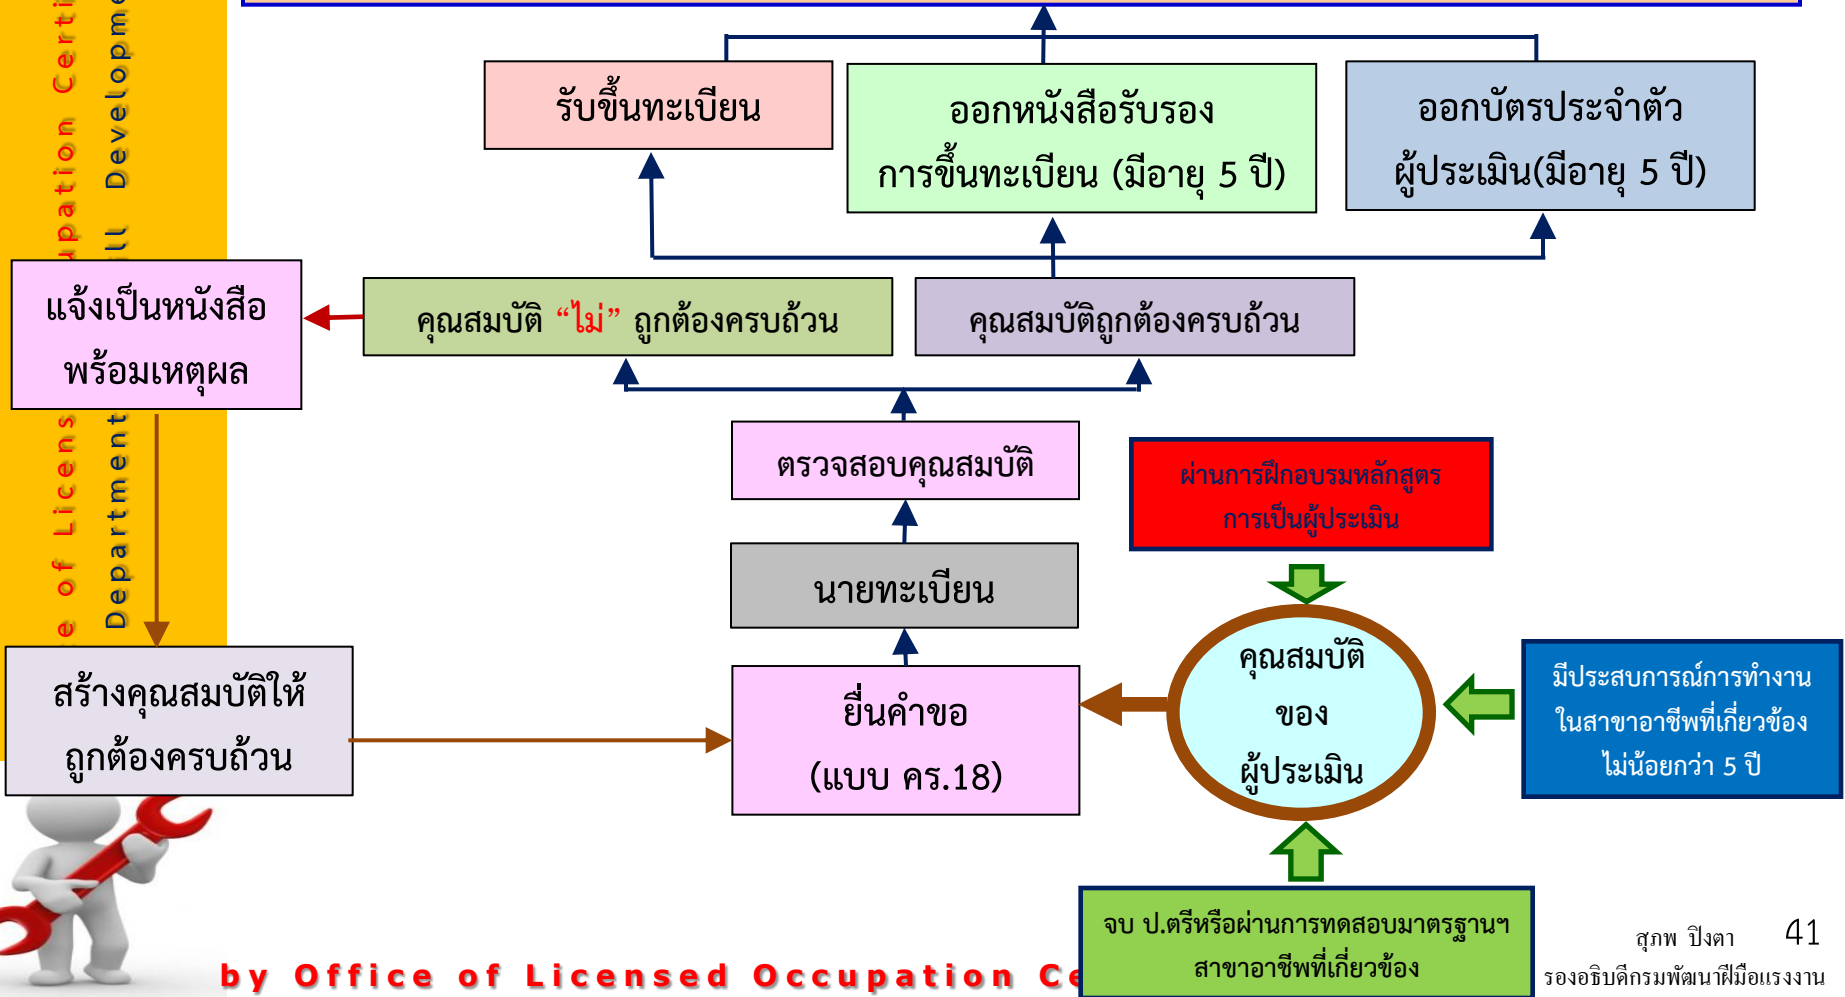 รับขึ้นทะเบียน
ออกหนังสือรับรอง
การขึ้นทะเบียน (มีอายุ 5 ปี)
ออกบัตรประจำตัว
ผู้ประเมิน(มีอายุ 5 ปี)
แจ้งเป็นหนังสือ
พร้อมเหตุผล
คุณสมบัติ “ไม่” ถูกต้องครบถ้วน
คุณสมบัติถูกต้องครบถ้วน
ตรวจสอบคุณสมบัติ
ผ่านการฝึกอบรมหลักสูตร
การเป็นผู้ประเมิน
นายทะเบียน
สร้างคุณสมบัติให้
ถูกต้องครบถ้วน
ยื่นคำขอ
(แบบ คร.18)
คุณสมบัติ
ของ
ผู้ประเมิน
มีประสบการณ์การทำงาน
ในสาขาอาชีพที่เกี่ยวข้อง
ไม่น้อยกว่า 5 ปี
จบ ป.ตรีหรือผ่านการทดสอบมาตรฐานฯ
สาขาอาชีพที่เกี่ยวข้อง
สุภพ ปิงตา 41
รองอธิบดีกรมพัฒนาฝีมือแรงงาน
by Office of Licensed Occupation
of Licens upation Certi
Department ill Developme